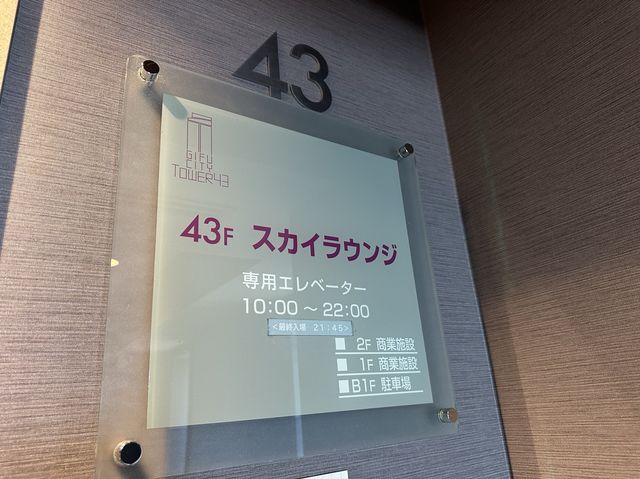 43
GIFU
CITY
TOWER43
43F スカイラウンジ
専用エレベーター
10:00 ～ 22:00
<最終入場 21:45>
■ 2F 商業施設
■ 1F 商業施設
■ B1F 駐車場